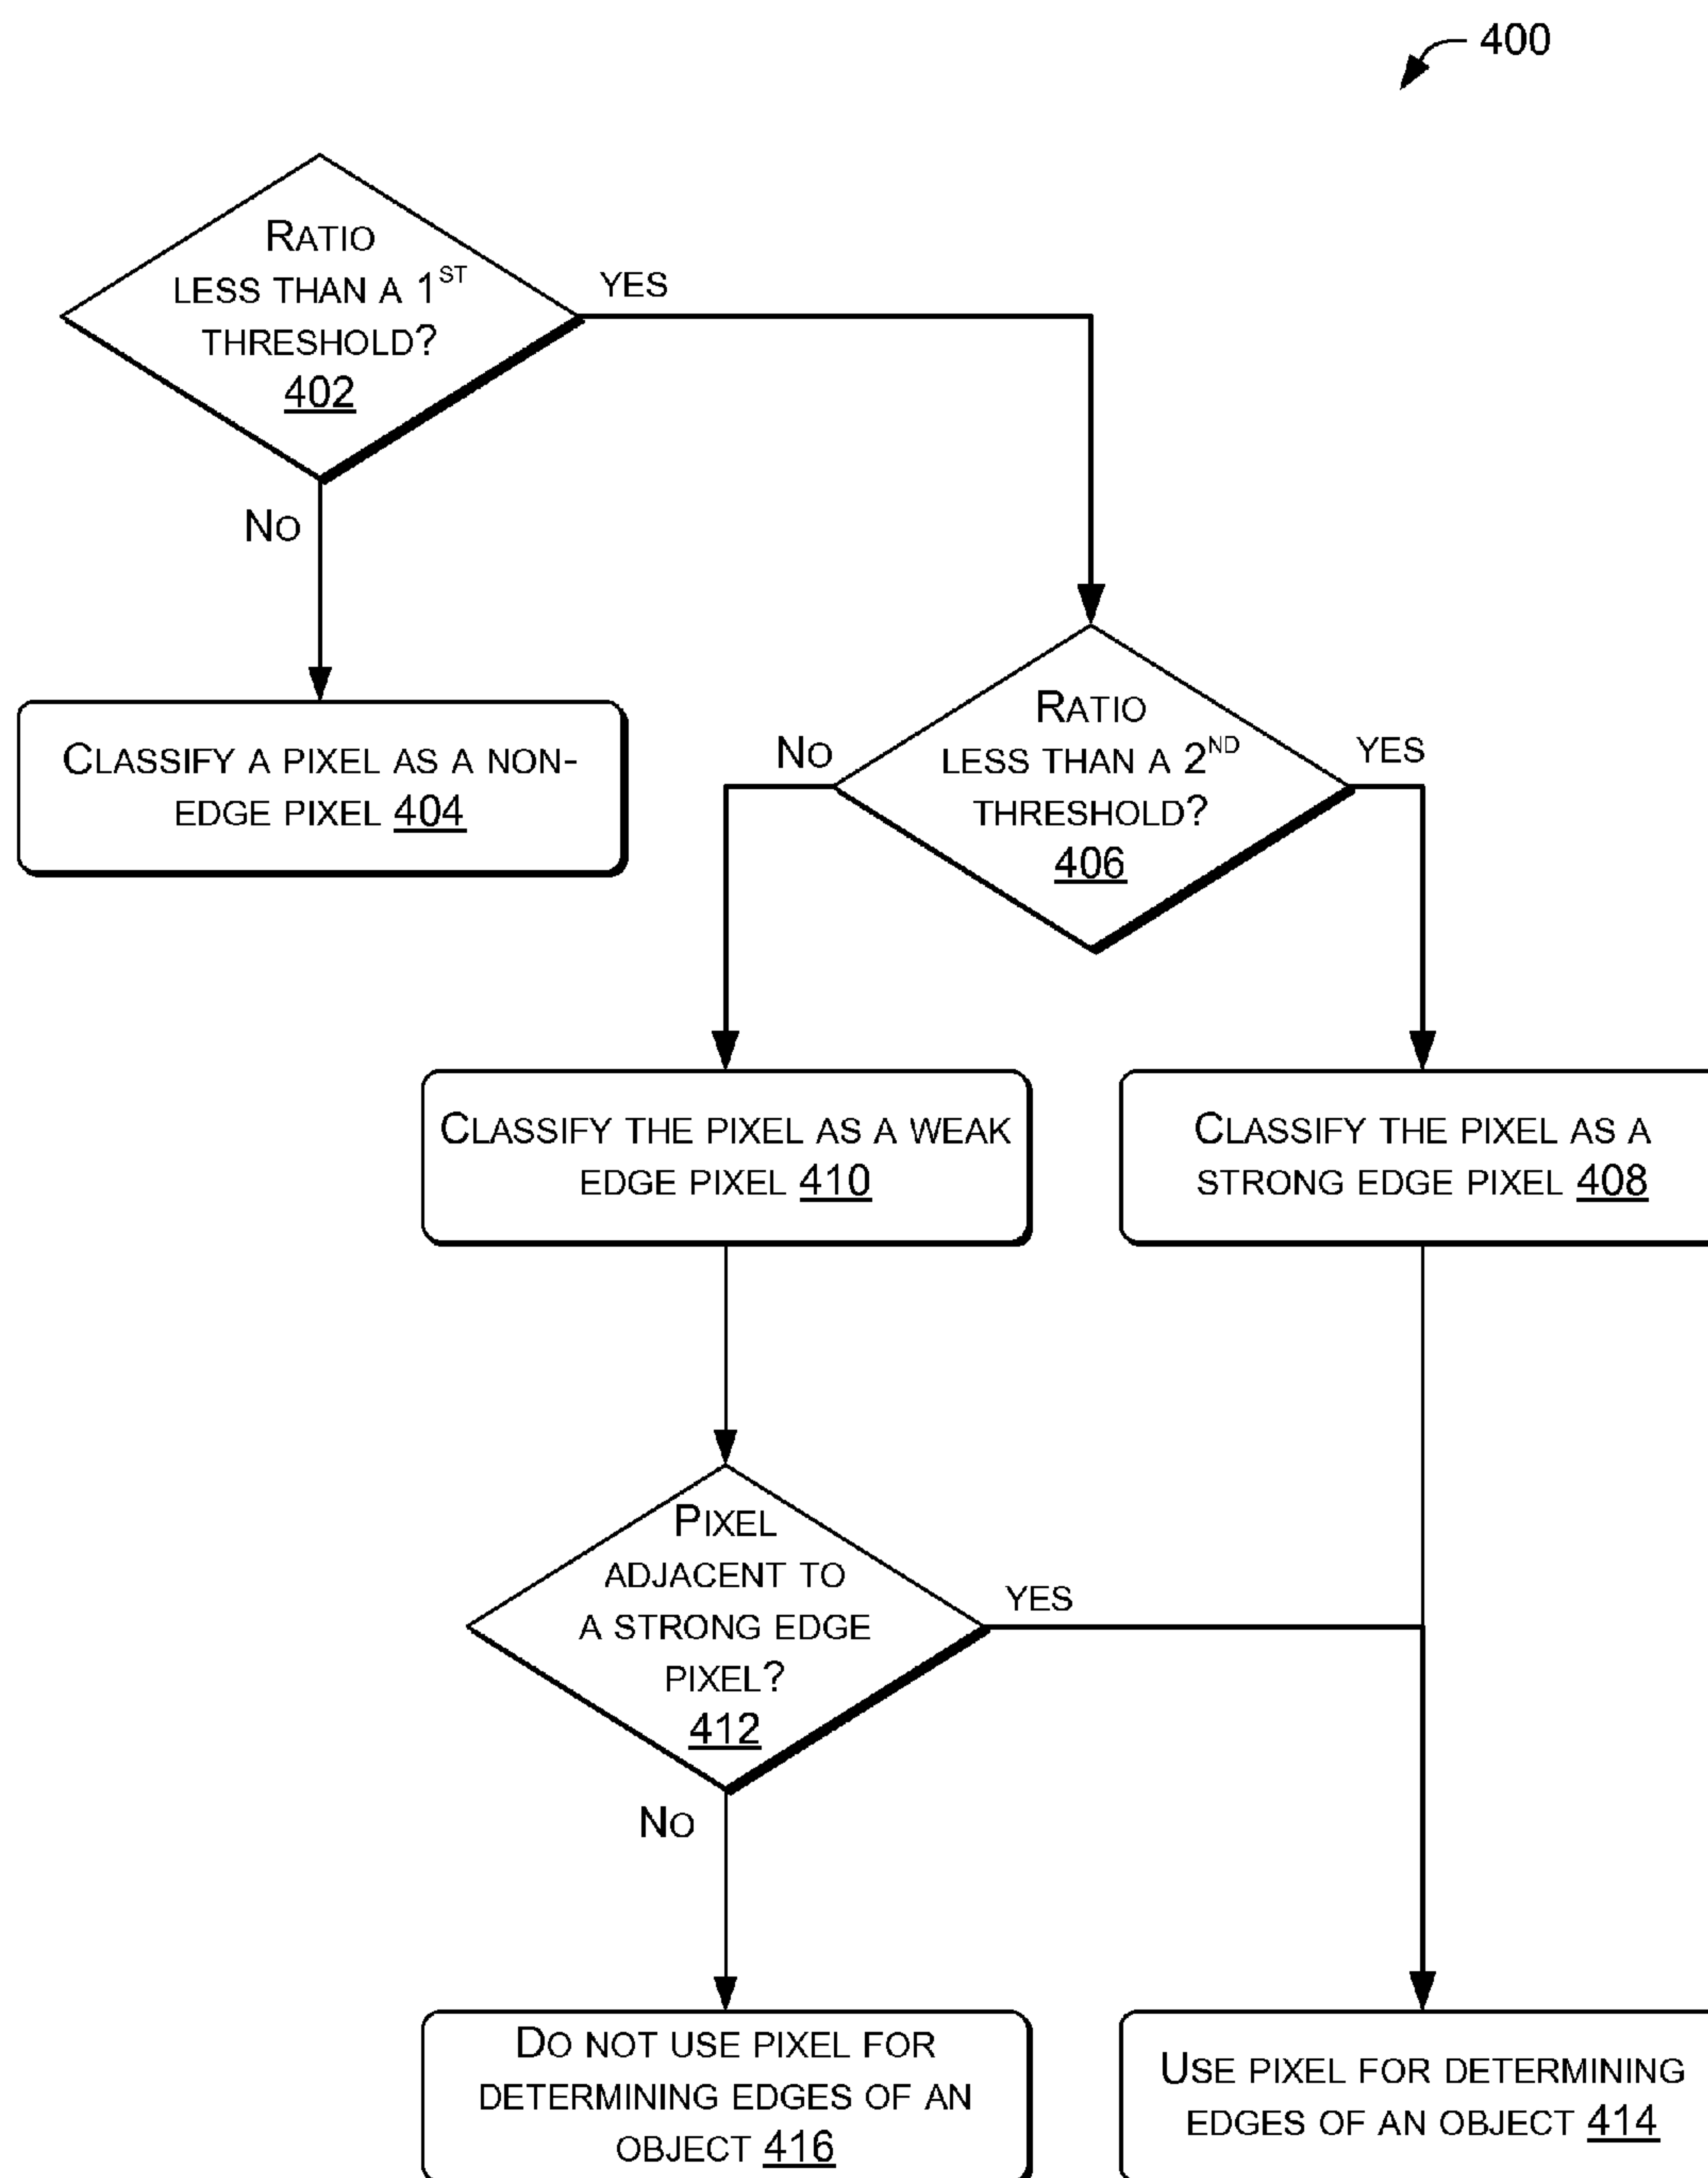 400
RATIO
LESS THAN A 1ST
THRESHOLD?
402
YES
NO
CLASSIFY A PIXEL AS A NON-
EDGE PIXEL 404
RATIO
LESS THAN A 2ND
THRESHOLD?
406
NO
YES
CLASSIFY THE PIXEL AS A WEAK
EDGE PIXEL 410
CLASSIFY THE PIXEL AS A
STRONG EDGE PIXEL 408
PIXEL
ADJACENT TO
A STRONG EDGE
PIXEL?
412
YES
NO
DO NOT USE PIXEL FOR
DETERMINING EDGES OF AN
OBJECT 416
USE PIXEL FOR DETERMINING
EDGES OF AN OBJECT 414